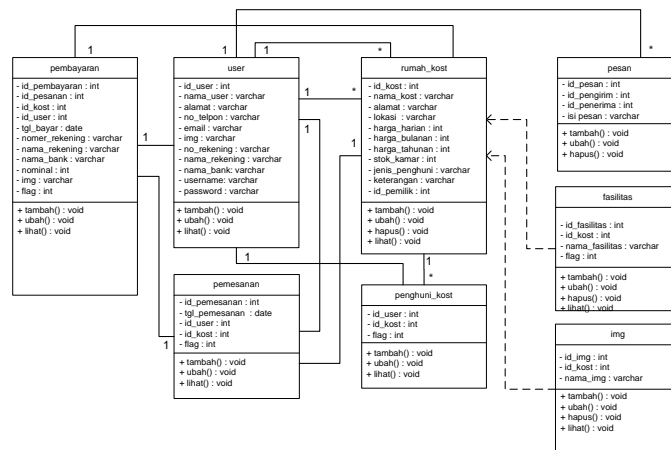 1
1
1
*
1
*
pembayaran
- id_pembayaran : int
- id_pesanan : int
- id_kost : int
- id_user : int
- tgl_bayar : date
- nomer_rekening : varchar
- nama_rekening : varchar
- nama_bank : varchar
- nominal : int
- img : varchar
- flag : int
+ tambah() : void
+ ubah() : void
+ lihat() : void
1
1
user
- id_user : int
- nama_user : varchar
- alamat : varchar
- no_telpon : varchar
- email : varchar
- img : varchar
- no_rekening : varchar
- nama_rekening : varchar
- nama_bank: varchar
- username : varchar
- password : varchar
+ tambah() : void
+ ubah() : void
+ lihat() : void
1
*
1
1
1
rumah_kost
- id_kost : int
- nama_kost : varchar
- alamat : varchar
- lokasi : varchar
- harga_harian : int
- harga_bulanan : int
- harga_tahunan : int
- stok_kamar : int
- jenis_penghuni : varchar
- keterangan : varchar
- id_pemilik : int
+ tambah() : void
+ ubah() : void
+ hapus() : void
+ lihat() : void
1
*
pesan
- id_pesan : int
- id_pengirim : int
- id_penerima : int
- isi pesan : varchar
+ tambah() : void
+ ubah() : void
+ hapus() : void
fasilitas
- id_fasilitas : int
- id_kost : int
- nama_fasilitas : varchar
- flag : int
+ tambah() : void
+ ubah() : void
+ hapus() : void
+ lihat() : void
pemesanan
- id_pemesanan : int
- tgl_pemesanan : date
- id_user : int
- id_kost : int
- flag : int
+ tambah() : void
+ ubah() : void
+ lihat() : void
penghuni_kost
- id_user : int
- id_kost : int
- flag : int
+ tambah() : void
+ ubah() : void
+ lihat() : void
img
- id_img : int
- id_kost : int
- nama_img : varchar
+ tambah() : void
+ ubah() : void
+ hapus() : void
+ lihat() : void